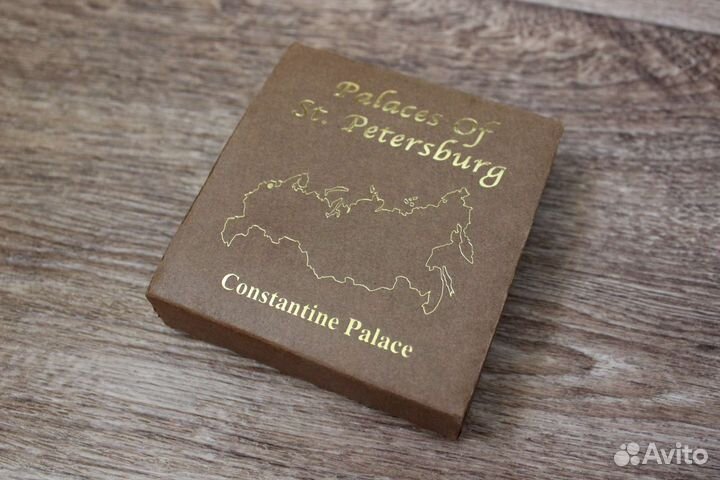 Palaces Of
St. Petersburg
Constantine Palace
Avito